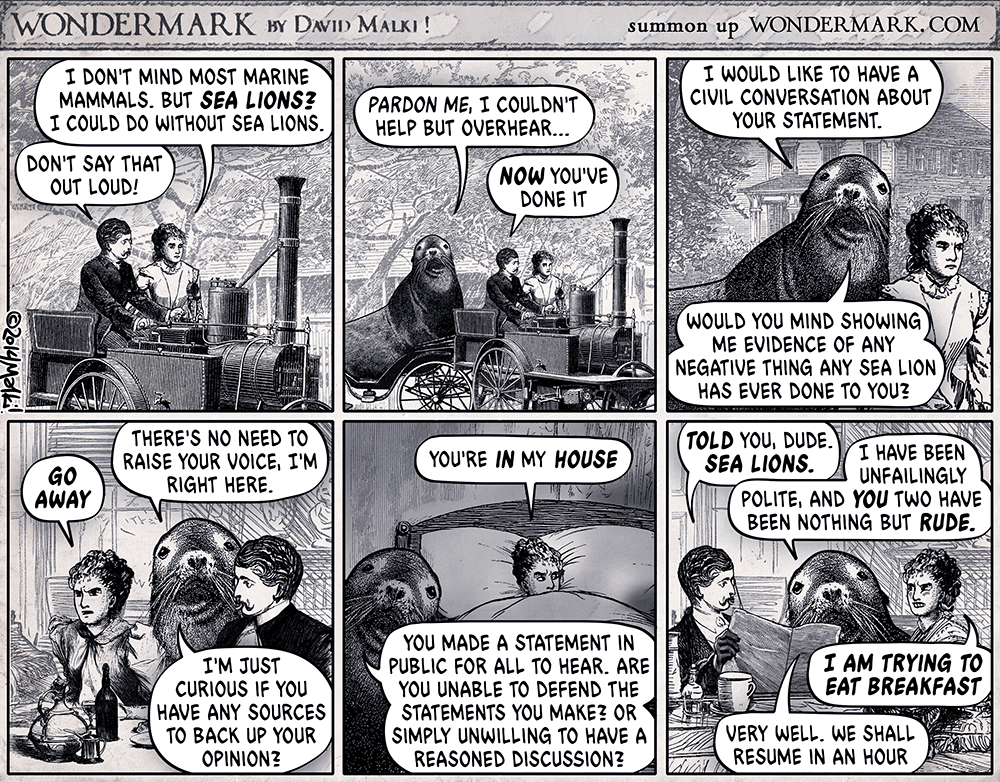 WONDERMARK BY DAVID MALKI !
summon up WONDERMARK.COM
I DON'T MIND MOST MARINE
MAMMALS. BUT SEA LIONS?
I COULD DO WITHOUT SEA LIONS.
DON'T SAY THAT
OUT LOUD!
©2014 MALKI!
PARDON ME, I COULDN'T
HELP BUT OVERHEAR...
NOW YOU'VE
DONE IT
I WOULD LIKE TO HAVE A
CIVIL CONVERSATION ABOUT
YOUR STATEMENT.
WOULD YOU MIND SHOWING
ME EVIDENCE OF ANY
NEGATIVE THING ANY SEA LION
HAS EVER DONE TO YOU?
GO
AWAY
THERE'S NO NEED TO
RAISE YOUR VOICE, I'M
RIGHT HERE.
I'M JUST
CURIOUS IF YOU
HAVE ANY SOURCES
TO BACK UP YOUR
OPINION?
YOU'RE IN MY HOUSE
YOU MADE A STATEMENT IN
PUBLIC FOR ALL TO HEAR. ARE
YOU UNABLE TO DEFEND THE
STATEMENTS YOU MAKE? OR
SIMPLY UNWILLING TO HAVE A
REASONED DISCUSSION?
TOLD YOU, DUDE.
SEA LIONS.
I HAVE BEEN
UNFAILINGLY
POLITE, AND YOU TWO HAVE
BEEN NOTHING BUT RUDE.
I AM TRYING TO
EAT BREAKFAST
VERY WELL. WE SHALL
RESUME IN AN HOUR